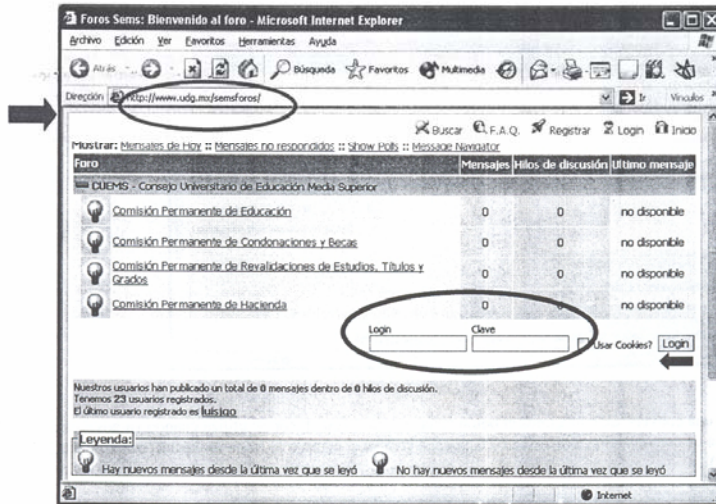 Foros Sems: Bienvenido al foro - Microsoft Internet Explorer
Archivo Edición Ver Favoritos Herramientas Ayuda
Atrás Búsqueda Favoritos Multimedia
Dirección http://www.udg.mx/semsforos/ Ir Vínculos
Buscar F.A.Q. Registrar Login Inicio
Mostrar: Mensajes de Hoy :: Mensajes no respondidos :: Show Polls :: Message Navigator
Foro Mensajes Hilos de discusión Ultimo mensaje
CUEMS - Consejo Universitario de Educación Media Superior
Comisión Permanente de Educación 0 0 no disponible
Comisión Permanente de Condonaciones y Becas 0 0 no disponible
Comisión Permanente de Revalidaciones de Estudios, Títulos y
Grados 0 0 no disponible
Comisión Permanente de Hacienda 0 0 no disponible
Login Clave
Usar Cookies? Login
Nuestros usuarios han publicado un total de 0 mensajes dentro de 0 hilos de discusión.
Tenemos 23 usuarios registrados.
El último usuario registrado es luisigo
Leyenda:
Hay nuevos mensajes desde la última vez que se leyó No hay nuevos mensajes desde la última vez que se leyó
Internet